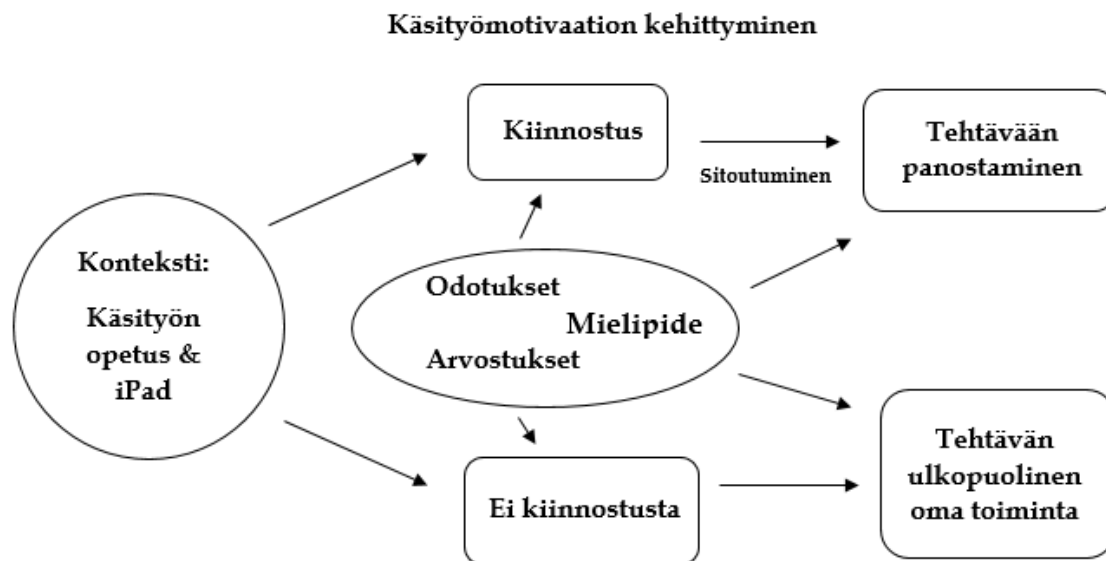 Käsityömotivaation kehittyminen
Kiinnostus
Sitoutuminen
Tehtävään
panostaminen
Konteksti:
Käsityön
opetus &
iPad
Odotukset
Mielipide
Arvostukset
Ei kiinnostusta
Tehtävän
ulkopuolinen
oma toiminta